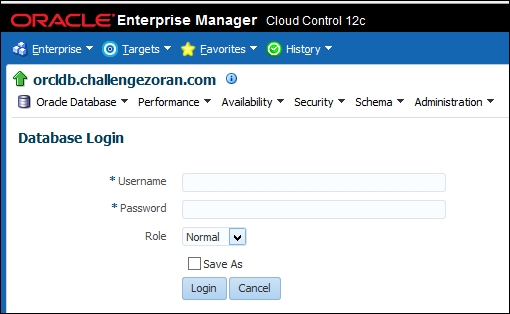 ORACLE Enterprise Manager Cloud Control 12c
Enterprise Targets Favorites History
orcldb.challengezoran.com
Oracle Database Performance Availability Security Schema Administration
Database Login
* Username
* Password
Role Normal
Save As
Login Cancel